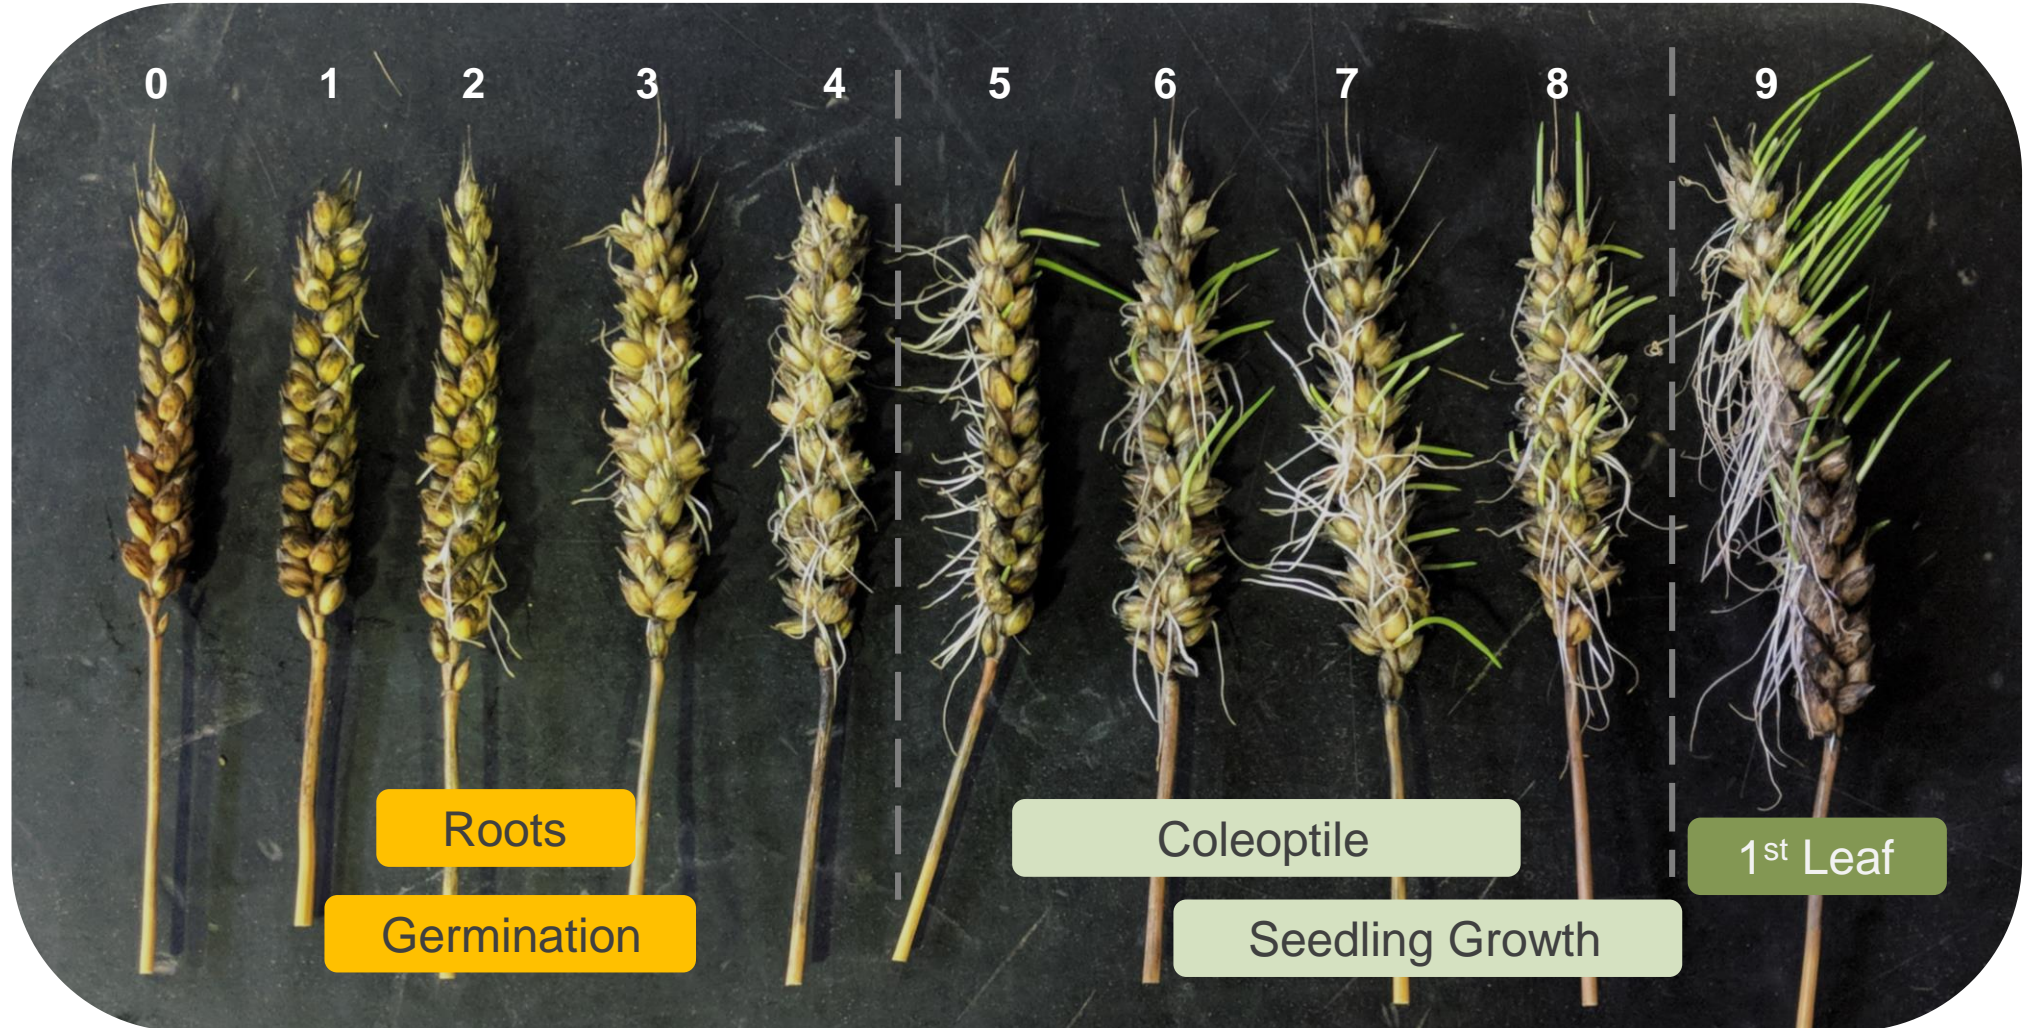 0 1 2 3 4 5 6 7 8 9
Roots
Coleoptile
1st Leaf
Germination
Seedling Growth